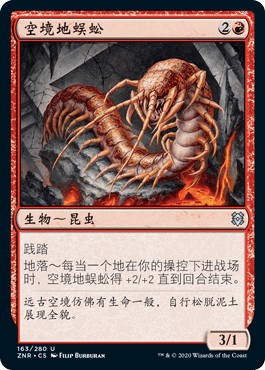 空境地蜈蚣 2
生物～昆虫
践踏
地落～每当一个地在你的操控下进战场
时,空境地蜈蚣得 +2/+2 直到回合结束。
远古空境仿佛有生命一般,自行松脱泥土
展现全貌。
3/1
163/280 U
ZNR • CS FILIP BURBURAN
™ & © 2020 Wizards of the Coast